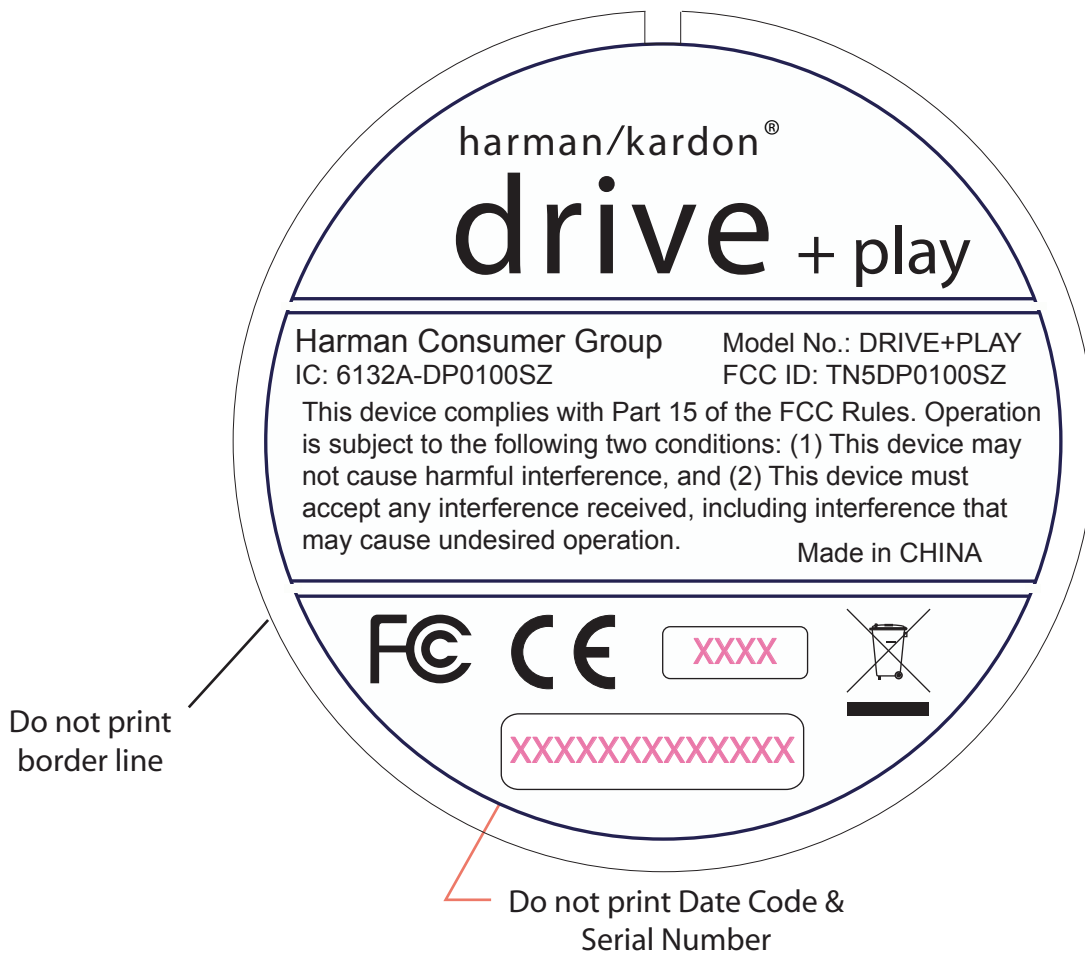 harman/kardon®
drive + play
Harman Consumer Group
Model No.: DRIVE+PLAY
IC: 6132A-DP0100SZ
FCC ID: TN5DP0100SZ
This device complies with Part 15 of the FCC Rules. Operation
is subject to the following two conditions: (1) This device may
not cause harmful interference, and (2) This device must
accept any interference received, including interference that
may cause undesired operation.
Made in CHINA
FC CE XXXX
XXXXXXXXXXXXX
Do not print
border line
Do not print Date Code &
Serial Number